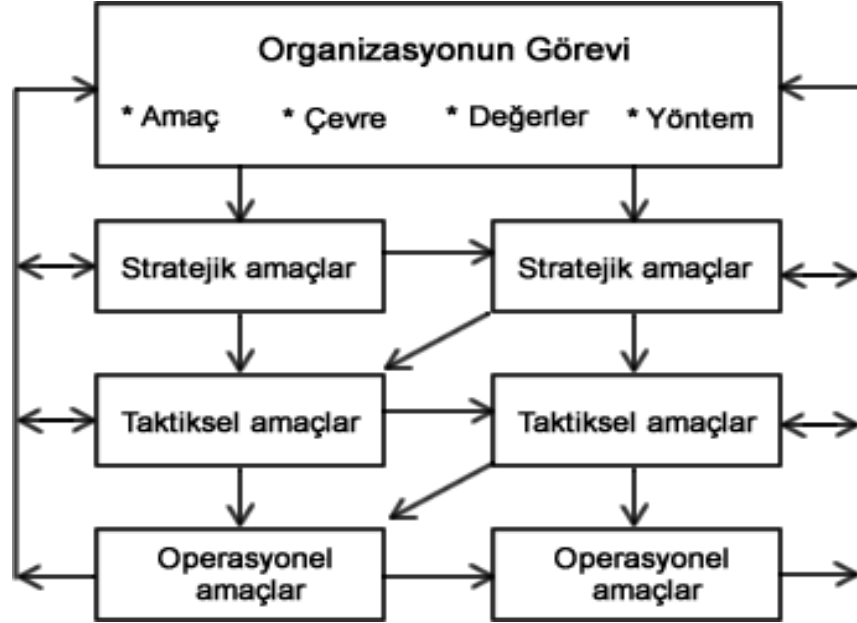 Organizasyonun Görevi
* Amaç * Çevre * Değerler * Yöntem
Stratejik amaçlar Stratejik amaçlar
Taktiksel amaçlar Taktiksel amaçlar
Operasyonel amaçlar
Operasyonel amaçlar